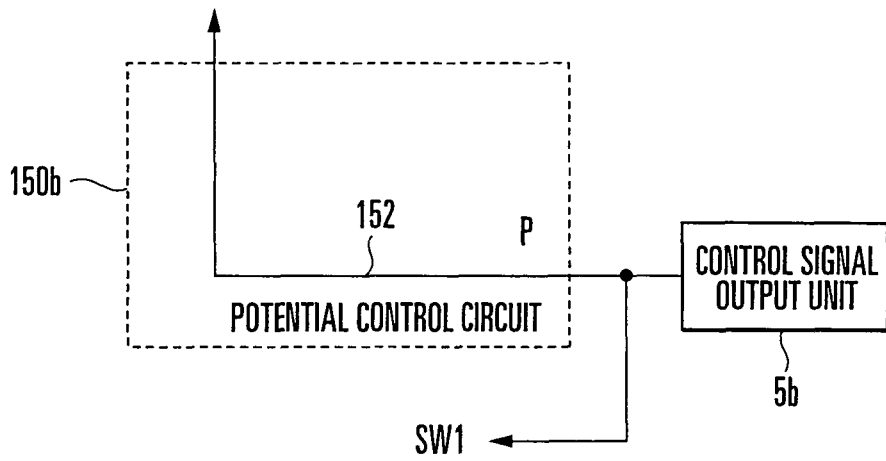 150b
152
P
CONTROL SIGNAL
OUTPUT UNIT
POTENTIAL CONTROL CIRCUIT
5b
SW1